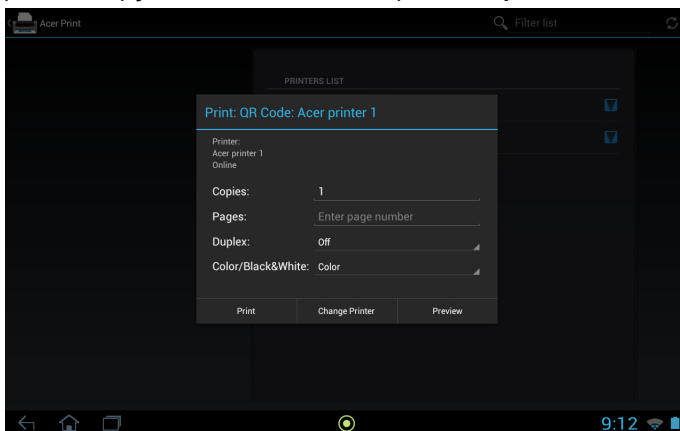 Acer Print
Filter list
PRINTERS LIST
Print: QR Code: Acer printer 1
Printer:
Acer printer 1
Online
Copies: 1
Pages: Enter page number
Duplex: Off
Color/Black&White: Color
Print Change Printer Preview
9:12